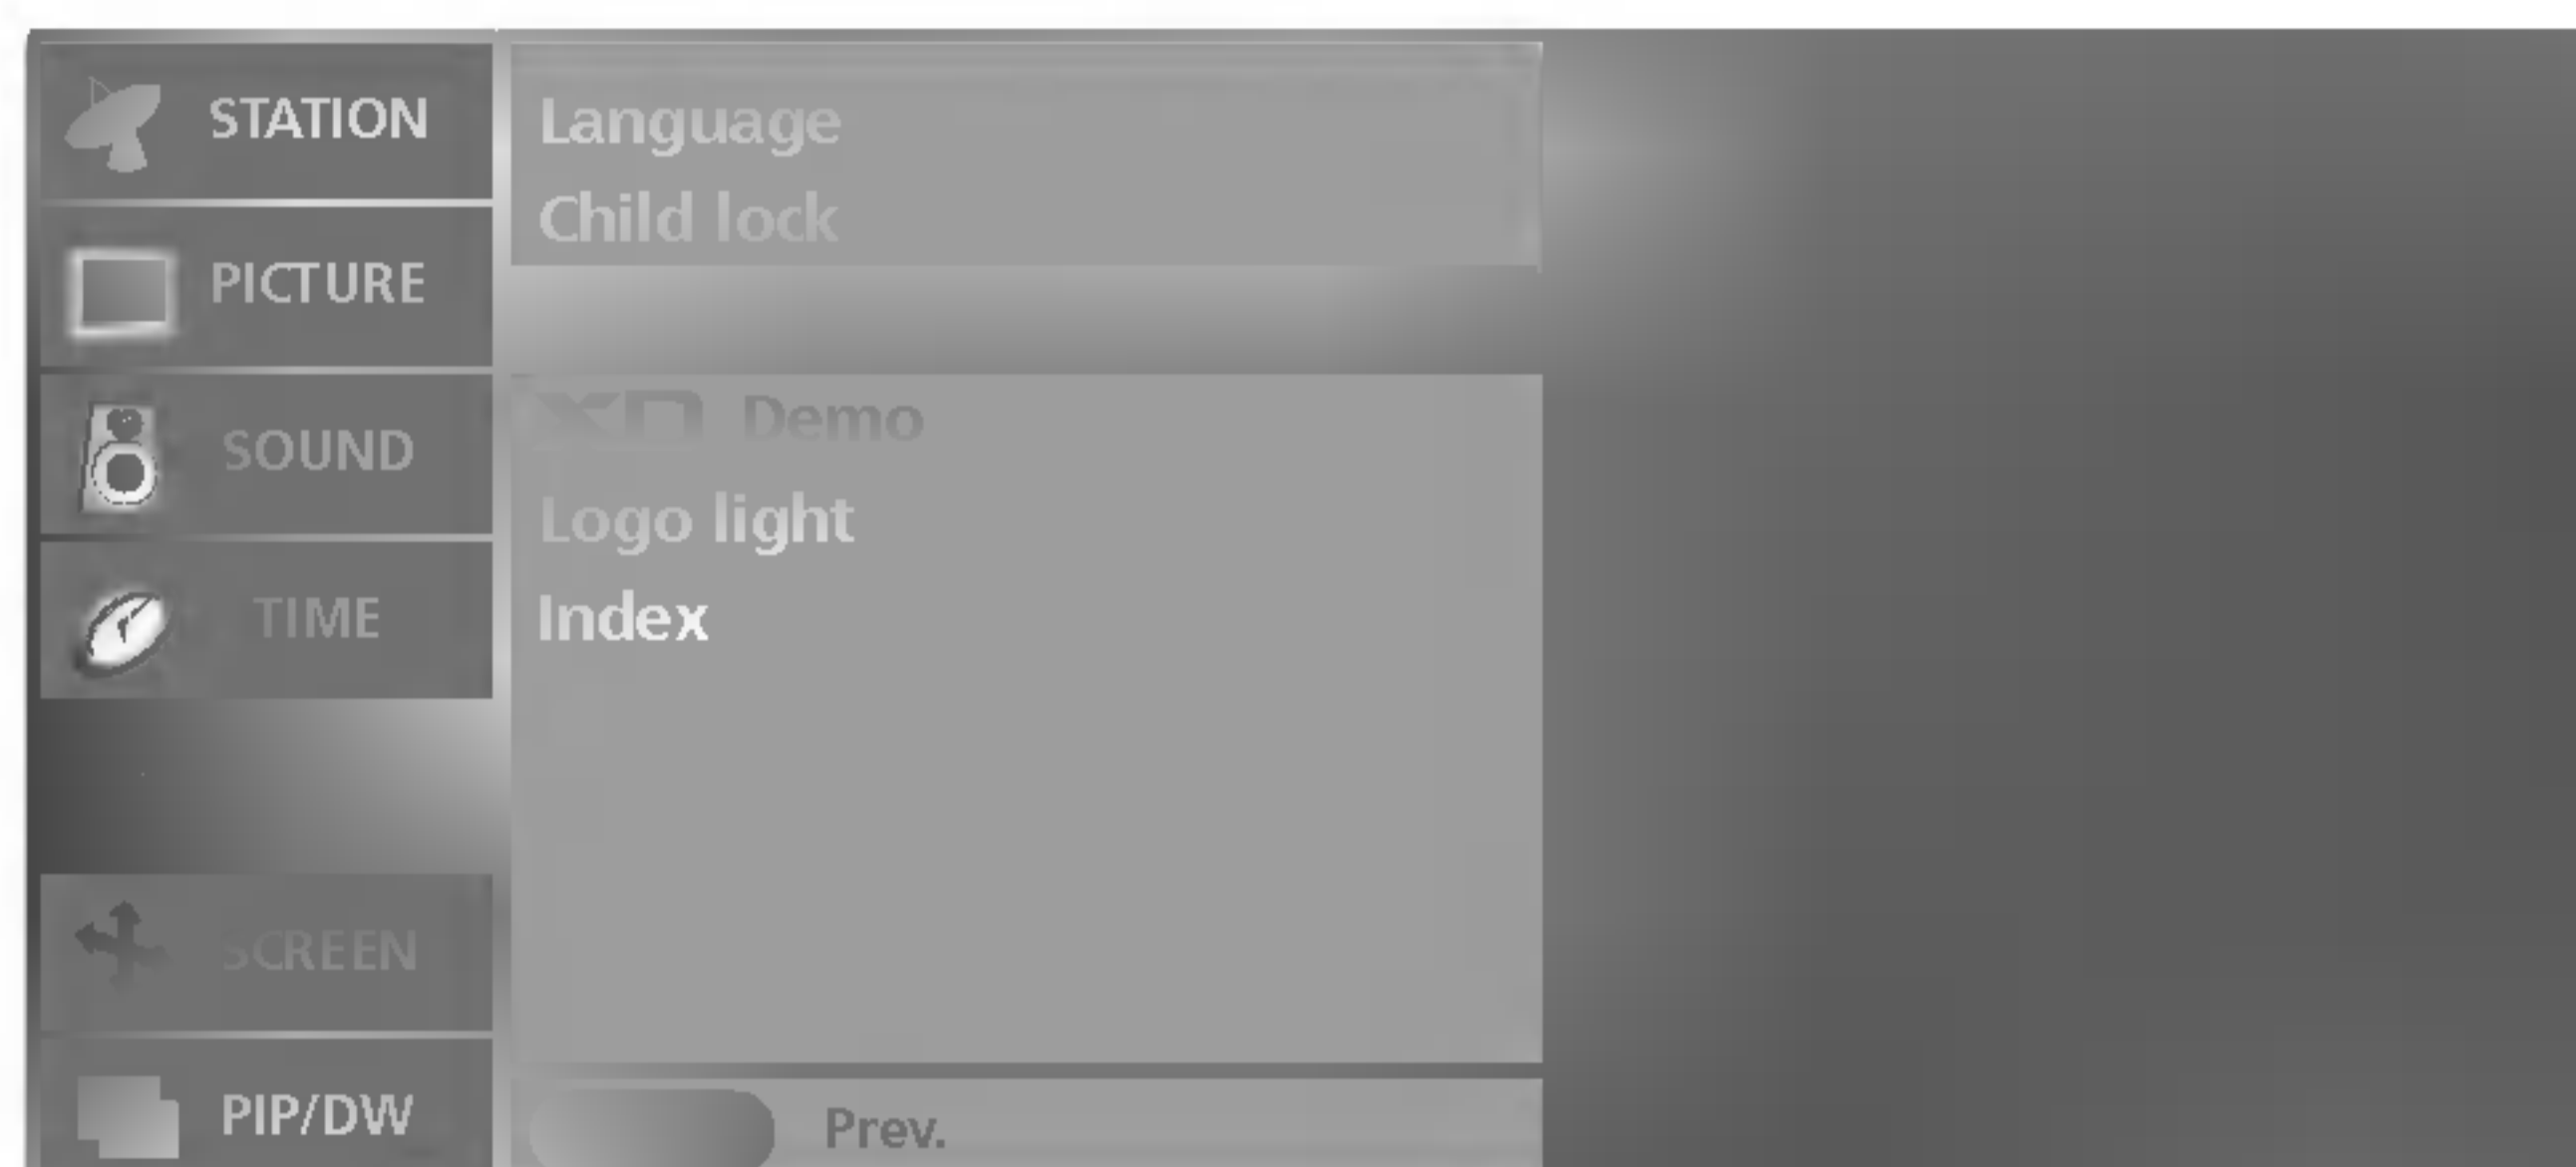 STATION
PICTURE
SOUND
TIME
SCREEN
PIP/DW
Language
Child lock
XD Demo
Logo light
Index
Prev.